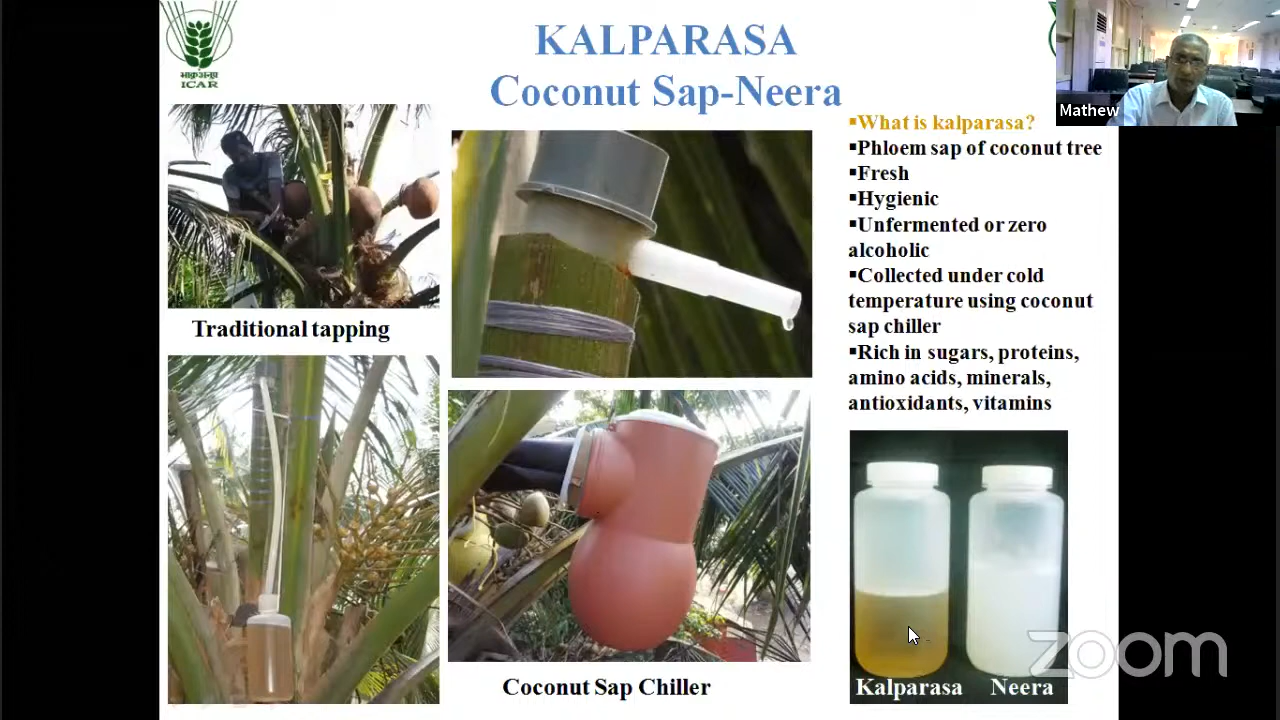 KALPARASA
Coconut Sap-Neera
ICAR
Mathew
▪What is kalparasa?
▪Phloem sap of coconut tree
▪Fresh
▪Hygienic
▪Unfermented or zero
alcoholic
▪Collected under cold
temperature using coconut
sap chiller
▪Rich in sugars, proteins,
amino acids, minerals,
antioxidants, vitamins
Traditional tapping
Coconut Sap Chiller
Kalparasa
Neera
zoom